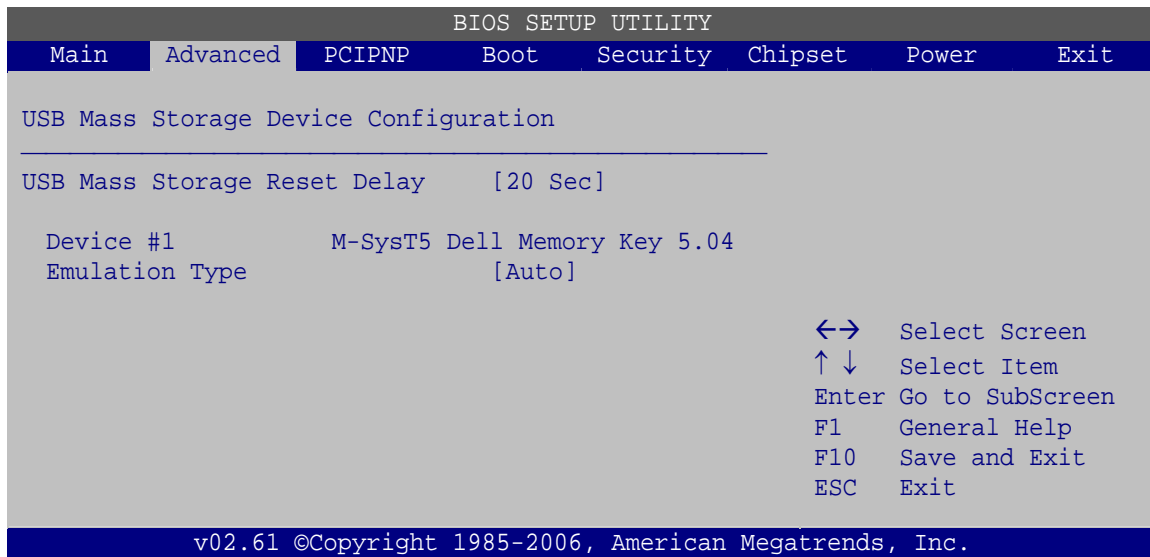 BIOS SETUP UTILITY
Main Advanced PCIPNP Boot Security Chipset Power Exit
USB Mass Storage Device Configuration
USB Mass Storage Reset Delay [20 Sec]
Device #1 M-SysT5 Dell Memory Key 5.04
Emulation Type [Auto]
←→ Select Screen
↑ ↓ Select Item
Enter Go to SubScreen
F1 General Help
F10 Save and Exit
ESC Exit
v02.61 ©Copyright 1985-2006, American Megatrends, Inc.